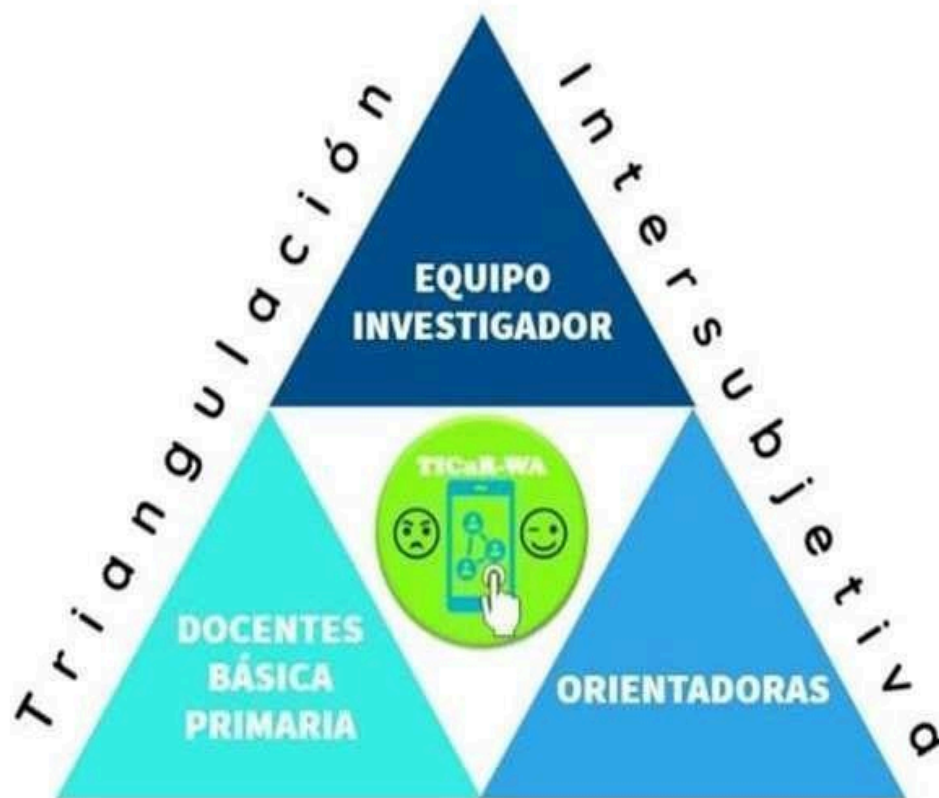 Triangulación
Intersubjetiva
EQUIPO
INVESTIGADOR
TICaR-WA
DOCENTES
BÁSICA
PRIMARIA
ORIENTADORAS